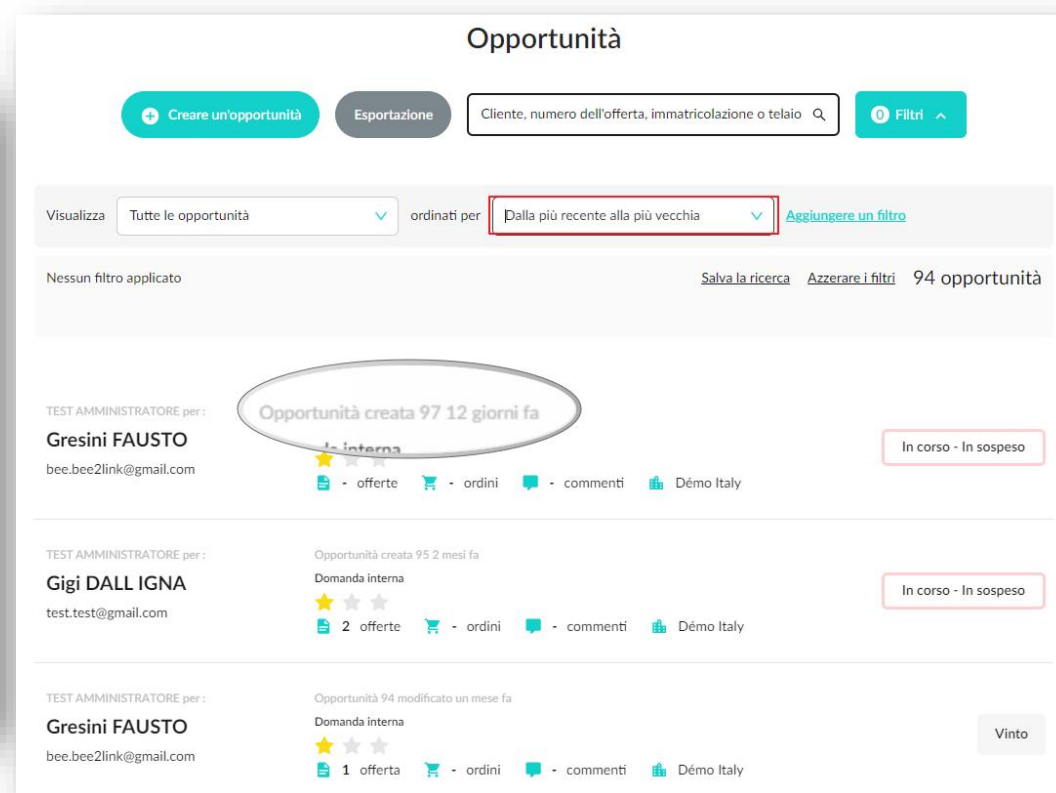 Opportunità
Creare un'opportunità Esportazione Cliente, numero dell'offerta, immatricolazione o telaio 0 Filtri
Visualizza Tutte le opportunità ordinati per Dalla più recente alla più vecchia Aggiungere un filtro
Nessun filtro applicato Salva la ricerca Azzerare i filtri 94 opportunità
TEST AMMINISTRATORE per : Opportunità creata 97 12 giorni fa
Gresini FAUSTO interna In corso - In sospeso
bee.bee2link@gmail.com
- offerte - ordini - commenti Démo Italy
TEST AMMINISTRATORE per : Opportunità creata 95 2 mesi fa
Gigi DALL IGNA Domanda interna In corso - In sospeso
test.test@gmail.com
2 offerte - ordini - commenti Démo Italy
TEST AMMINISTRATORE per : Opportunità 94 modificato un mese fa
Gresini FAUSTO Domanda interna Vinto
bee.bee2link@gmail.com
1 offerta - ordini - commenti Démo Italy